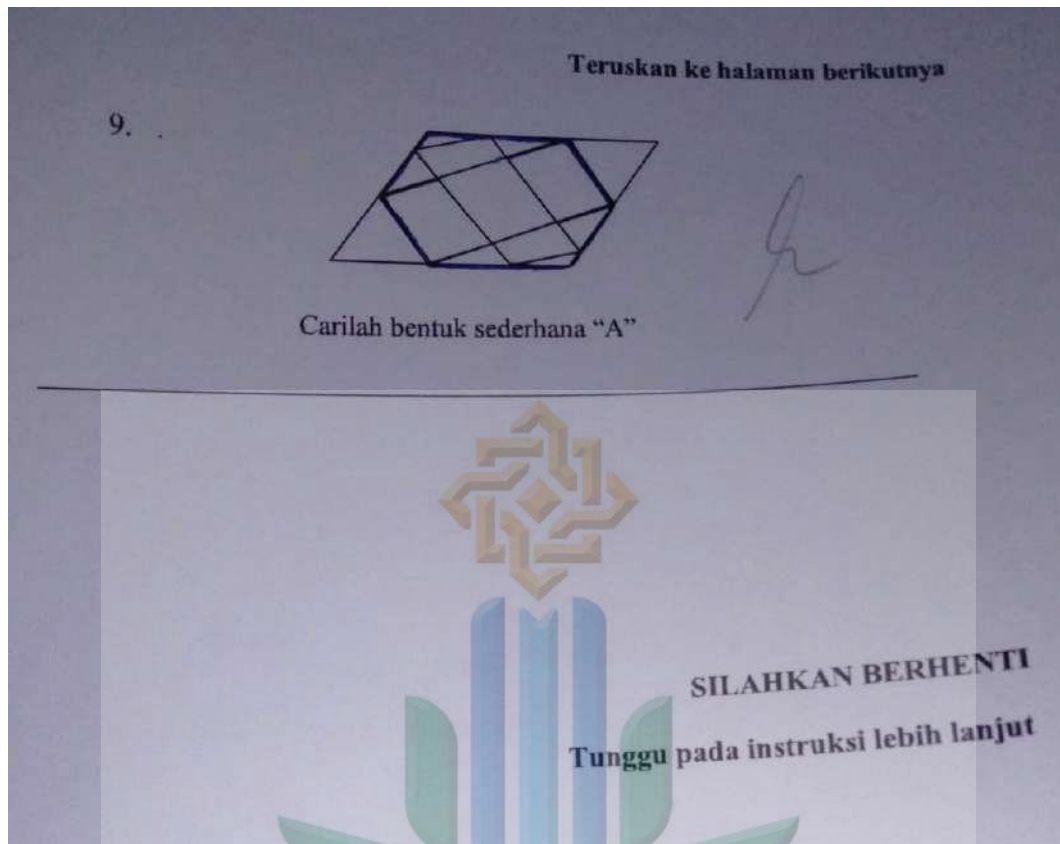 Teruskan ke halaman berikutnya
9. .
Carilah bentuk sederhana “A”
SILAHKAN BERHENTI
Tunggu pada instruksi lebih lanjut